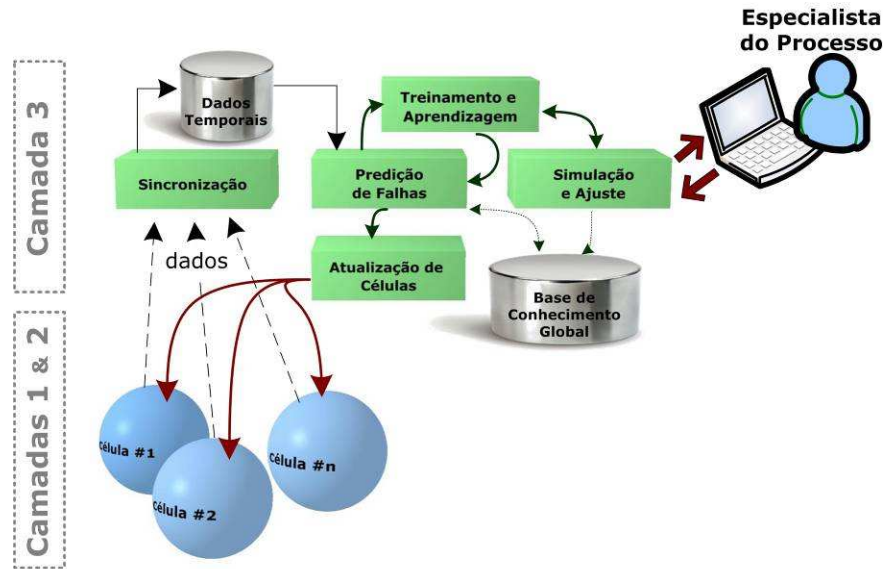 Especialista
do Processo
Camada 3
Dados
Temporais
Treinamento e
Aprendizagem
Sincronização
Predição
de Falhas
Simulação
e Ajuste
dados
Atualização de
Células
Base de
Conhecimento
Global
Camadas 1 & 2
Célula #1
Célula #2
Célula #n